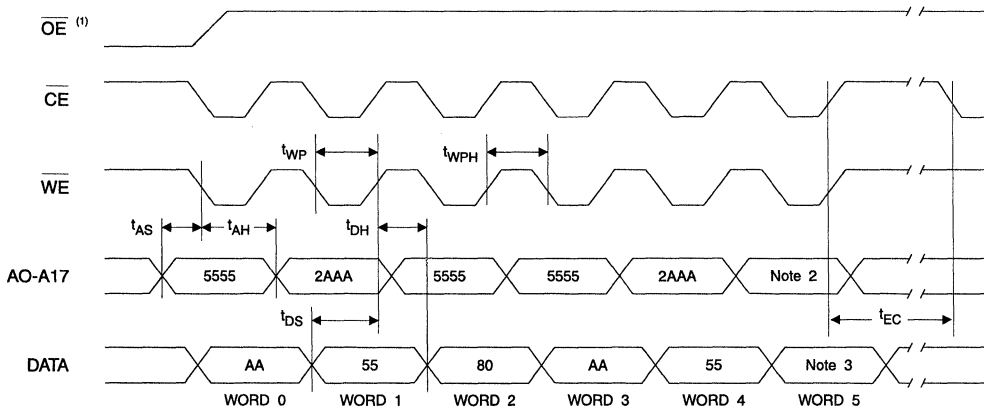 OE (1)
CE
tWP tWPH
WE
tAS tAH tDH
AO-A17 5555 2AAA 5555 5555 2AAA Note 2
tDS tEC
DATA AA 55 80 AA 55 Note 3
WORD 0 WORD 1 WORD 2 WORD 3 WORD 4 WORD 5